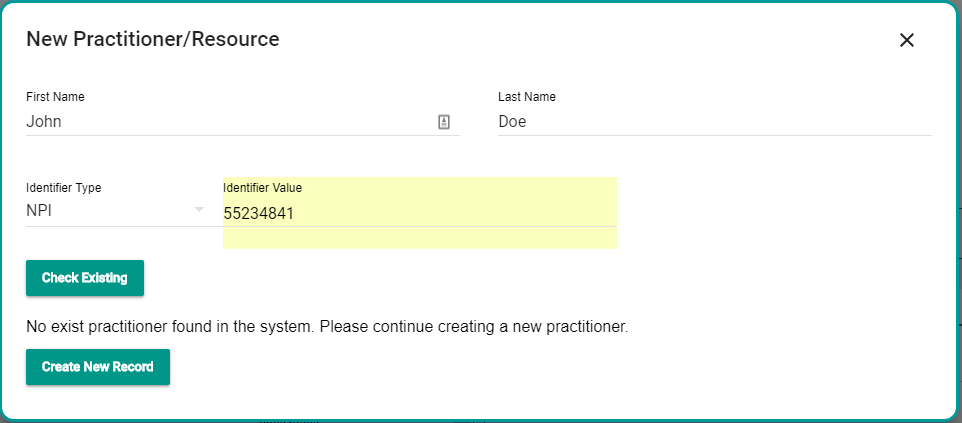 New Practitioner/Resource
First Name
Last Name
John
Doe
Identifier Type
Identifier Value
NPI
55234841
Check Existing
No exist practitioner found in the system. Please continue creating a new practitioner.
Create New Record